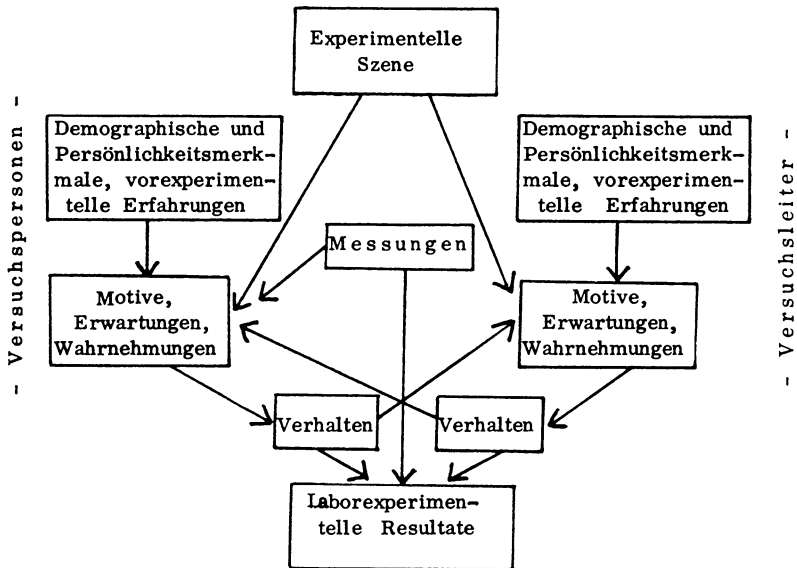 Experimentelle
Szene
- Versuchspersonen -
Demographische und
Persönlichkeitsmerk-
male, vorexperimen-
telle Erfahrungen
Demographische und
Persönlichkeitsmerk-
male, vorexperimen-
telle Erfahrungen
- Versuchsleiter -
Messungen
Motive,
Erwartungen,
Wahrnehmungen
Motive,
Erwartungen,
Wahrnehmungen
Verhalten
Verhalten
Laborexperimen-
telle Resultate